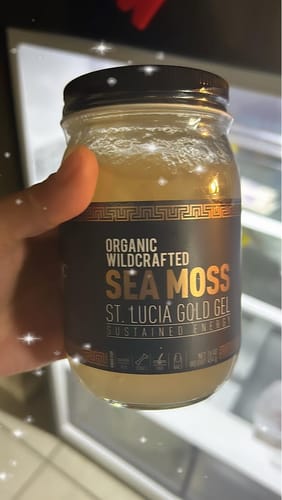 ORGANIC
WILDCRAFTED
SEA MOSS
ST. LUCIA GOLD GEL
SUSTAINED ENERGY